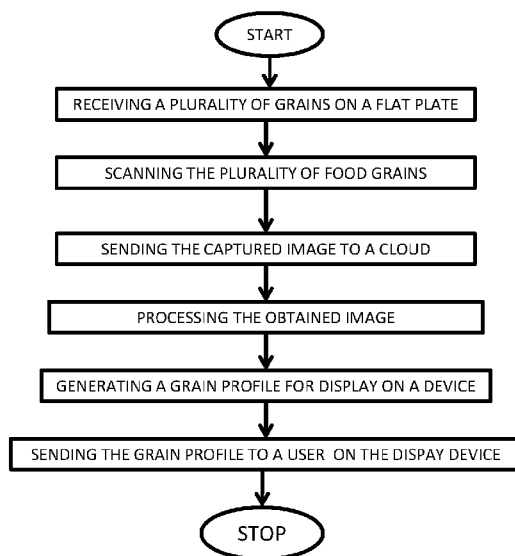 START
RECEIVING A PLURALITY OF GRAINS ON A FLAT PLATE
SCANNING THE PLURALITY OF FOOD GRAINS
SENDING THE CAPTURED IMAGE TO A CLOUD
PROCESSING THE OBTAINED IMAGE
GENERATING A GRAIN PROFILE FOR DISPLAY ON A DEVICE
SENDING THE GRAIN PROFILE TO A USER ON THE DISPAY DEVICE
STOP